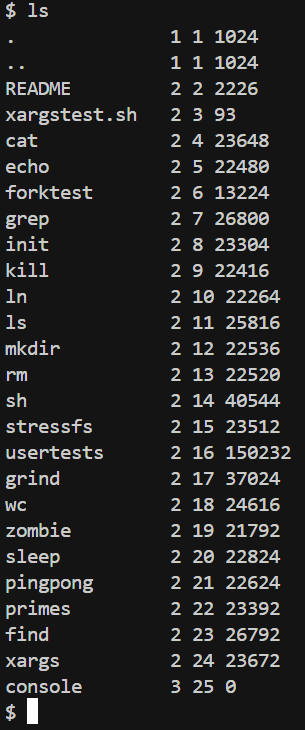 $ ls
. 1 1 1024
.. 1 1 1024
README 2 2 2226
xargstest.sh 2 3 93
cat 2 4 23648
echo 2 5 22480
forktest 2 6 13224
grep 2 7 26800
init 2 8 23304
kill 2 9 22416
ln 2 10 22264
ls 2 11 25816
mkdir 2 12 22536
rm 2 13 22520
sh 2 14 40544
stressfs 2 15 23512
usertests 2 16 150232
grind 2 17 37024
wc 2 18 24616
zombie 2 19 21792
sleep 2 20 22824
pingpong 2 21 22624
primes 2 22 23392
find 2 23 26792
xargs 2 24 23672
console 3 25 0
$